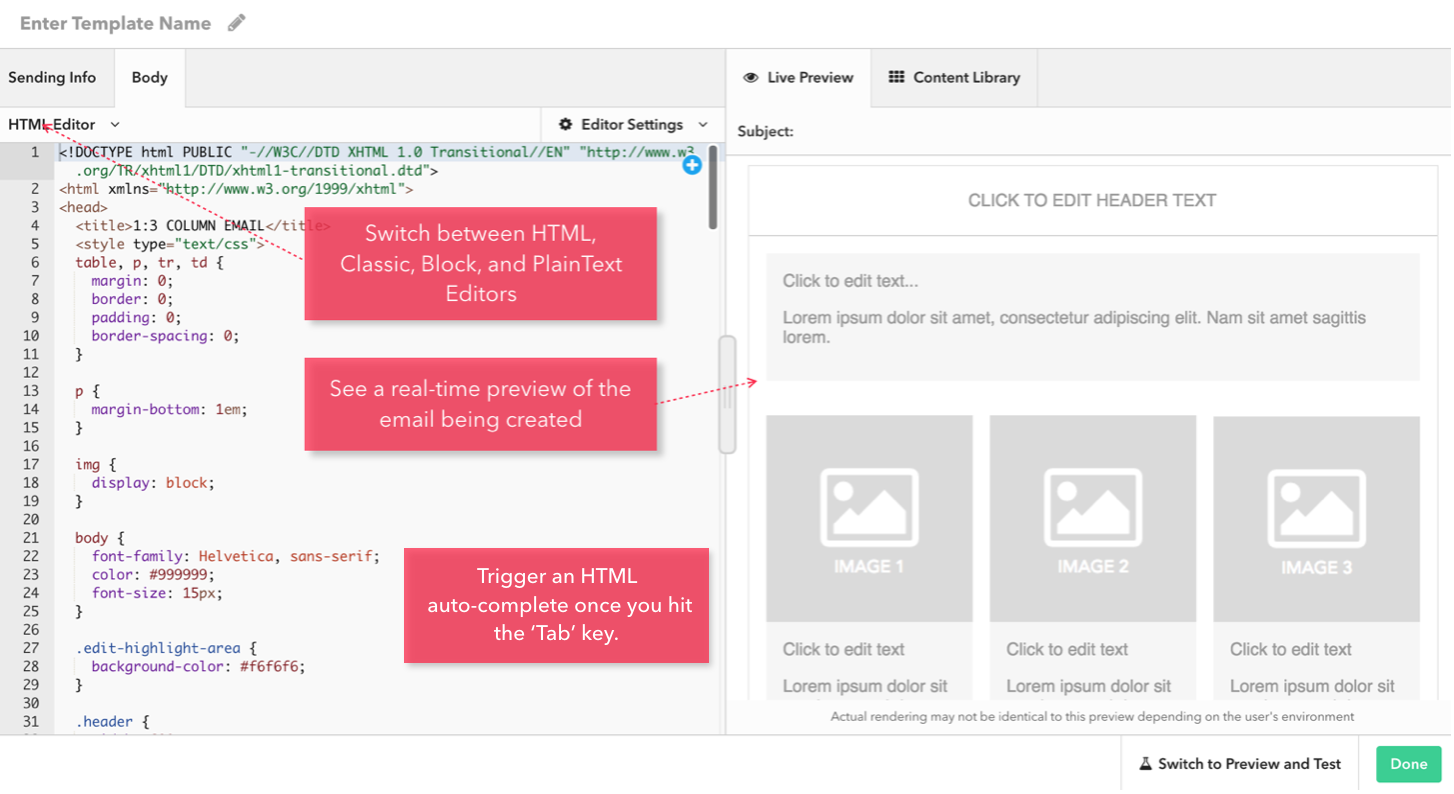 Enter Template Name
Sending Info
Body
HTML Editor
Editor Settings
1
<!DOCTYPE html PUBLIC "-//W3C//DTD XHTML 1.0 Transitional//EN" "http://www.w3
.org/TR/xhtml1/DTD/xhtml1-transitional.dtd">
2 <html xmlns="http://www.w3.org/1999/xhtml">
3 <head>
4 <title>1:3 COLUMN EMAIL</title>
5 <style type="text/css">
6 table, p, tr, td {
7 margin: 0;
8 border: 0;
9 padding: 0;
10 border-spacing: 0;
11 }
12
13 p {
14 margin-bottom: 1em;
15 }
16
17 img {
18 display: block;
19 }
20
21 body {
22 font-family: Helvetica, sans-serif;
23 color: #999999;
24 font-size: 15px;
25 }
26
27 .edit-highlight-area {
28 background-color: #f6f6f6;
29 }
30
31 .header {
Switch between HTML,
Classic, Block, and PlainText
Editors
See a real-time preview of the
email being created
Trigger an HTML
auto-complete once you hit
the ‘Tab’ key.
Live Preview
Content Library
Subject:
CLICK TO EDIT HEADER TEXT
Click to edit text...
Lorem ipsum dolor sit amet, consectetur adipiscing elit. Nam sit amet sagittis
lorem.
IMAGE 1
IMAGE 2
IMAGE 3
Click to edit text
Click to edit text
Click to edit text
Lorem ipsum dolor sit
Lorem ipsum dolor sit
Lorem ipsum dolor sit
Actual rendering may not be identical to this preview depending on the user's environment
Switch to Preview and Test
Done